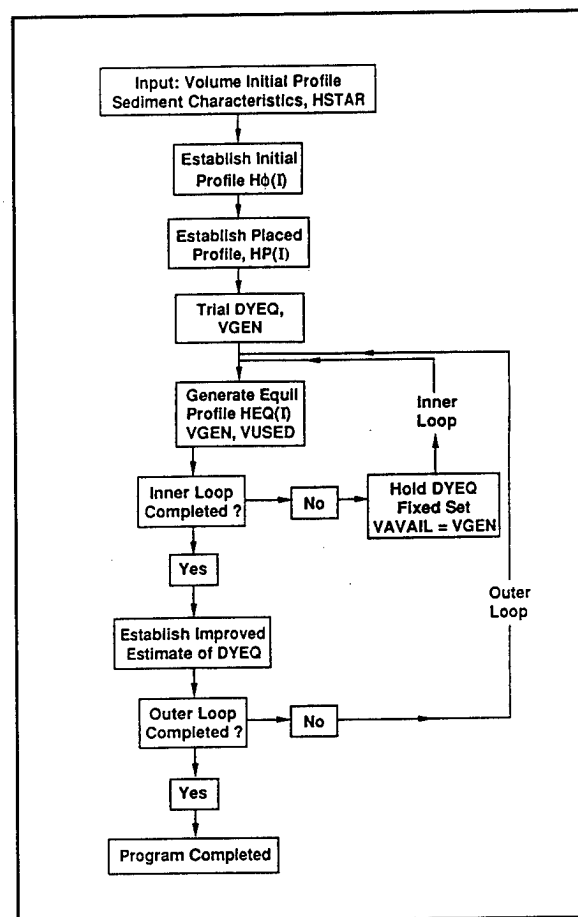 Input: Volume Initial Profile
Sediment Characteristics, HSTAR
Establish Initial
Profile Hϕ(I)
Establish Placed
Profile, HP(I)
Trial DYEQ,
VGEN
Generate Equil
Profile HEQ(I)
VGEN, VUSED
Inner
Loop
Inner Loop
Completed ?
No
Hold DYEQ
Fixed Set
VAVAIL = VGEN
Yes
Outer
Loop
Establish Improved
Estimate of DYEQ
Outer Loop
Completed ?
No
Yes
Program Completed